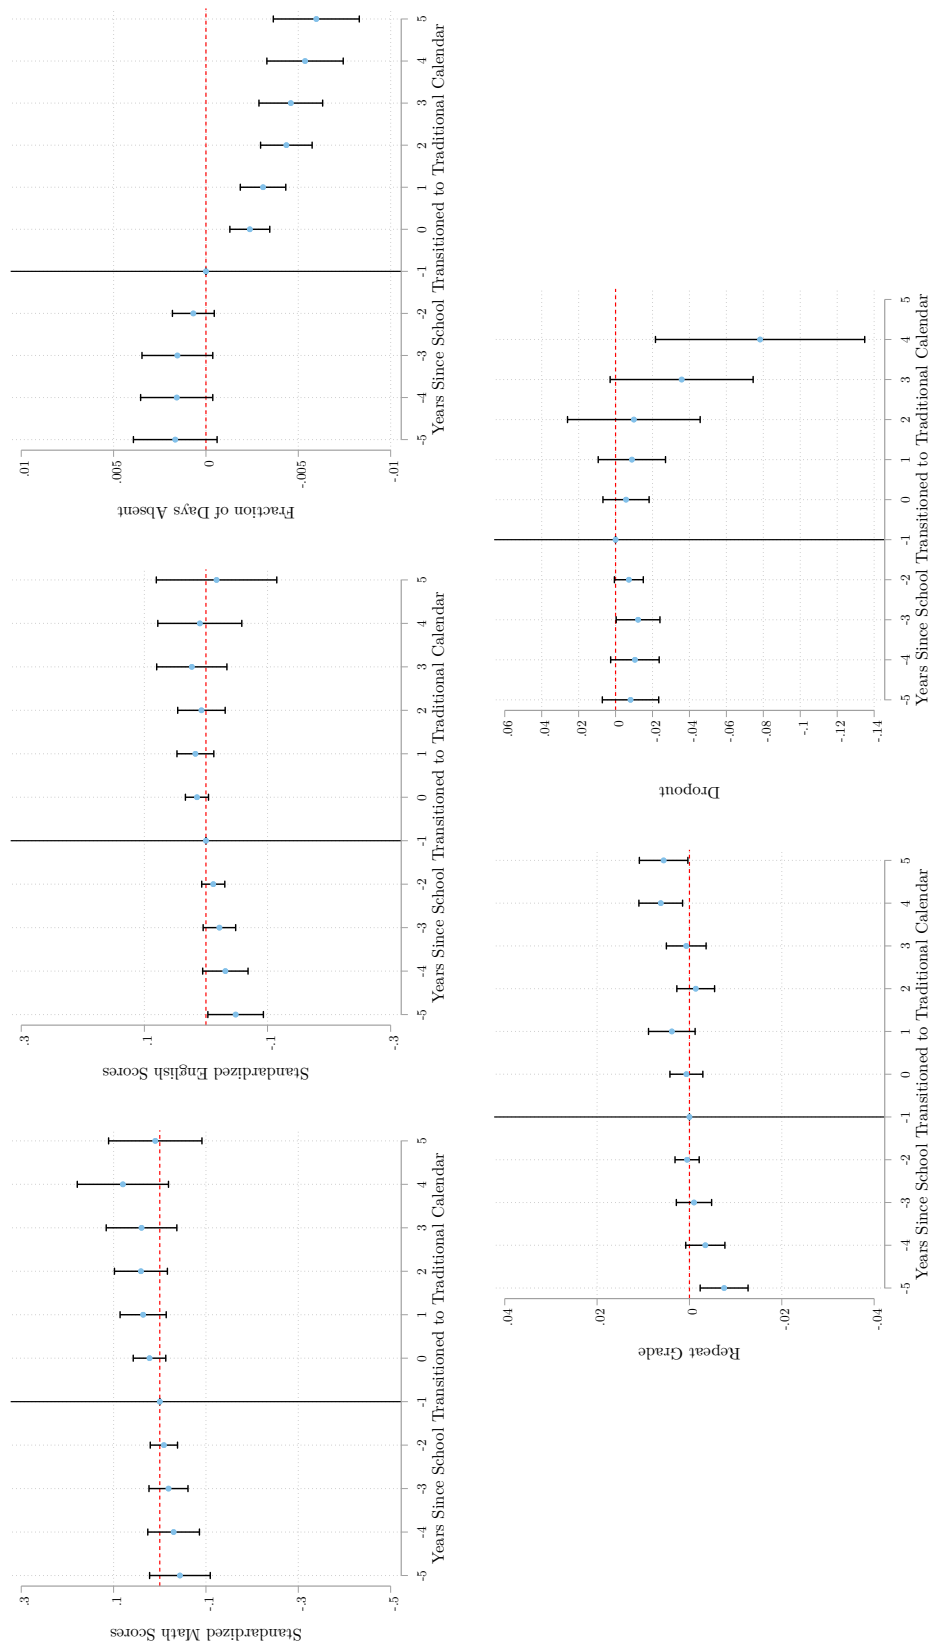 Standardized Math Scores
.3
.1
-.1
-.3
-.5
-5 -4 -3 -2 -1 0 1 2 3 4 5
Years Since School Transitioned to Traditional Calendar
Standardized English Scores
.3
.1
-.1
-.3
-5 -4 -3 -2 -1 0 1 2 3 4 5
Years Since School Transitioned to Traditional Calendar
Fraction of Days Absent
.01
.005
0
-.005
-.01
-5 -4 -3 -2 -1 0 1 2 3 4 5
Years Since School Transitioned to Traditional Calendar
Repeat Grade
.04
.02
0
-.02
-.04
-5 -4 -3 -2 -1 0 1 2 3 4 5
Years Since School Transitioned to Traditional Calendar
Dropout
.06
.04
.02
0
-.02
-.04
-.06
-.08
-.1
-.12
-.14
-5 -4 -3 -2 -1 0 1 2 3 4 5
Years Since School Transitioned to Traditional Calendar